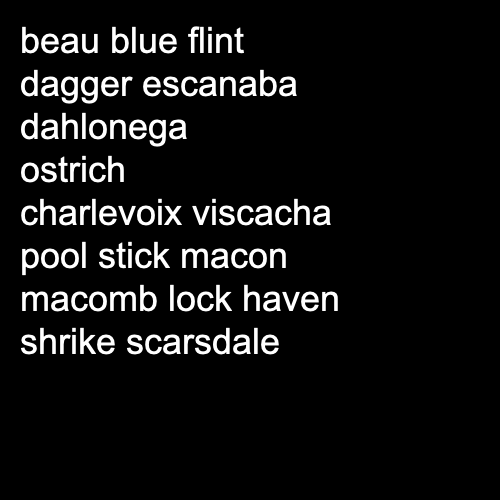 beau blue flint
dagger escanaba
dahlonega
ostrich
charlevoix viscacha
pool stick macon
macomb lock haven
shrike scarsdale